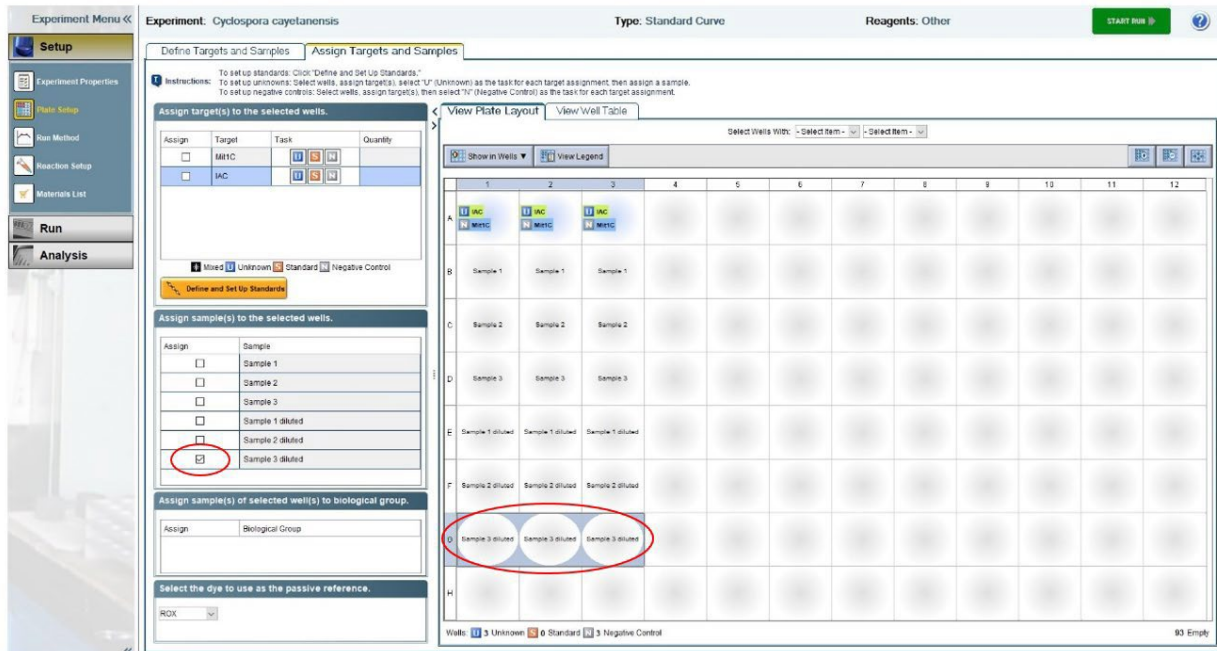 Experiment Menu «
Experiment: Cyclospora cayetanensis
Type: Standard Curve
Reagents: Other
START RUN
?
Setup
Experiment Properties
Plate Setup
Run Method
Reaction Setup
Materials List
Run
Analysis
Define Targets and Samples
Assign Targets and Samples
Instructions:
To set up standards: Click "Define and Set Up Standards."
To set up unknowns: Select wells, assign target(s), select "U" (Unknown) as the task for each target assignment, then assign a sample.
To set up negative controls: Select wells, assign target(s), then select "N" (Negative Control) as the task for each target assignment.
Assign target(s) to the selected wells.
Assign Target Task Quantity
Mit1C U S N
IAC U S N
Mixed U Unknown S Standard N Negative Control
Define and Set Up Standards
Assign sample(s) to the selected wells.
Assign Sample
Sample 1
Sample 2
Sample 3
Sample 1 diluted
Sample 2 diluted
Sample 3 diluted
Assign sample(s) of selected well(s) to biological group.
Assign Biological Group
Select the dye to use as the passive reference.
ROX
View Plate Layout
View Well Table
Select Wells With: - Select Item - - Select Item -
Show in Wells ▼
View Legend
1 2 3 4 5 6 7 8 9 10 11 12
A U IAC U IAC U IAC
N Mit1C N Mit1C N Mit1C
B Sample 1 Sample 1 Sample 1
C Sample 2 Sample 2 Sample 2
D Sample 3 Sample 3 Sample 3
E Sample 1 diluted Sample 1 diluted Sample 1 diluted
F Sample 2 diluted Sample 2 diluted Sample 2 diluted
G Sample 3 diluted Sample 3 diluted Sample 3 diluted
H
Wells: U 3 Unknown S 0 Standard N 3 Negative Control
93 Empty
«